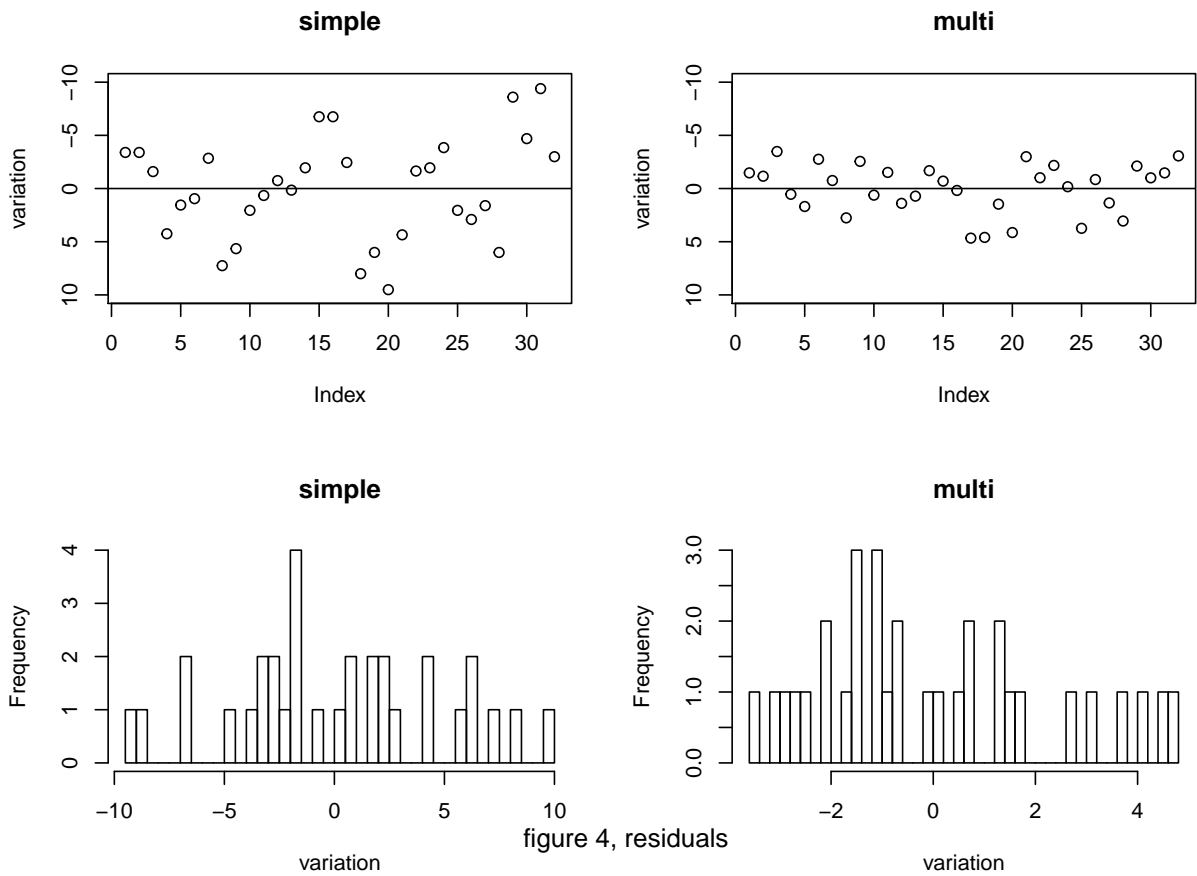 simple
variation
−10
−5
0
5
10
0 5 10 15 20 25 30
Index
multi
variation
−10
−5
0
5
10
0 5 10 15 20 25 30
Index
simple
Frequency
4
3
2
1
0
−10 −5 0 5 10
variation
multi
Frequency
3.0
2.0
1.0
0.0
−2 0 2 4
variation
figure 4, residuals